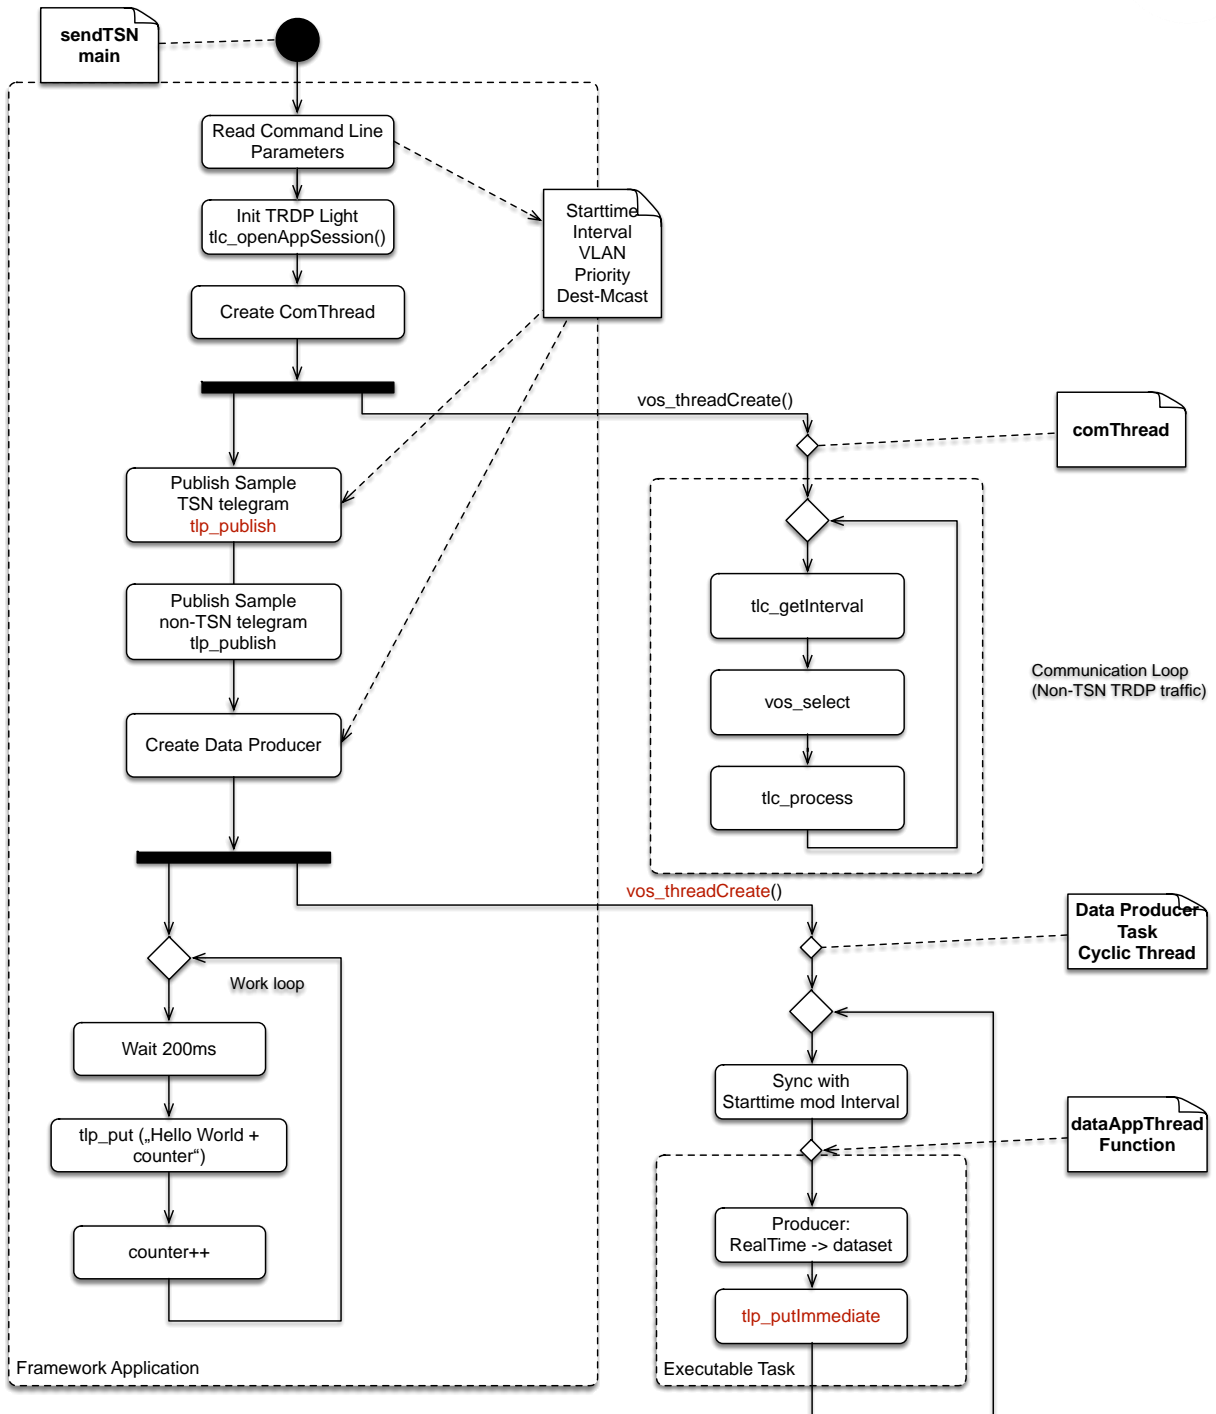 sendTSN
main
Read Command Line
Parameters
Init TRDP Light
tlc_openAppSession()
Starttime
Interval
VLAN
Priority
Dest-Mcast
Create ComThread
vos_threadCreate()
comThread
Publish Sample
TSN telegram
tlp_publish
Publish Sample
non-TSN telegram
tlp_publish
Create Data Producer
tlc_getInterval
vos_select
tlc_process
Communication Loop
(Non-TSN TRDP traffic)
vos_threadCreate()
Data Producer
Task
Cyclic Thread
Work loop
Wait 200ms
tlp_put („Hello World +
counter“)
counter++
Sync with
Starttime mod Interval
dataAppThread
Function
Producer:
RealTime -> dataset
tlp_putImmediate
Framework Application
Executable Task